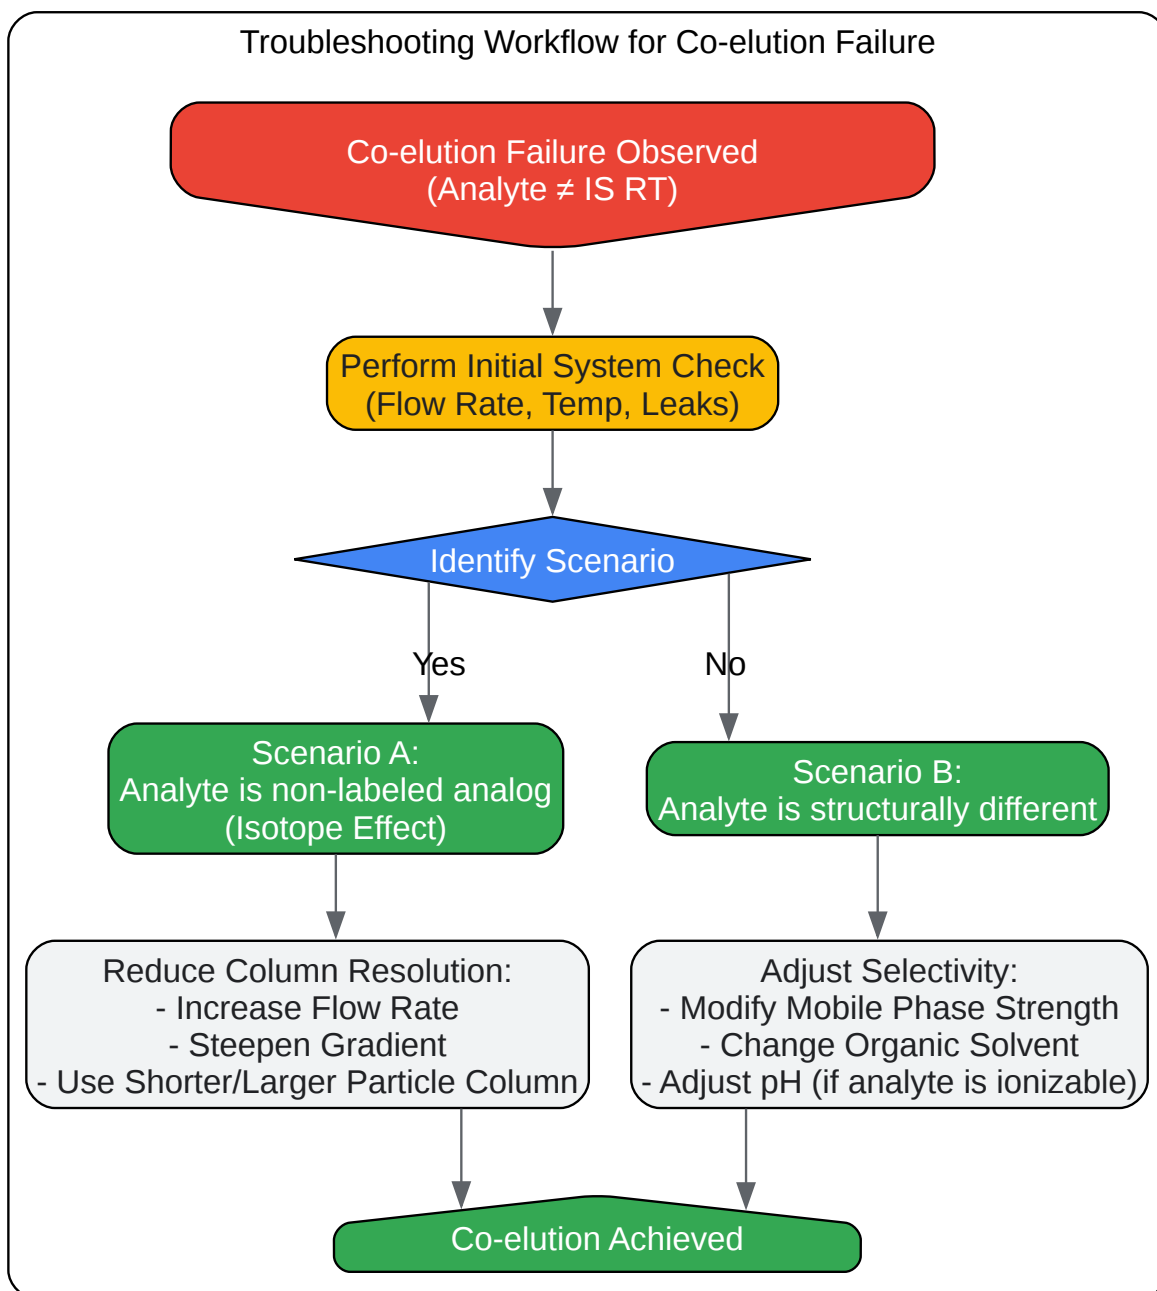 Troubleshooting Workflow for Co-elution Failure
Co-elution Failure Observed
(Analyte ≠ IS RT)
Perform Initial System Check
(Flow Rate, Temp, Leaks)
Identify Scenario
Yes
No
Scenario A:
Analyte is non-labeled analog
(Isotope Effect)
Scenario B:
Analyte is structurally different
Reduce Column Resolution:
- Increase Flow Rate
- Steepen Gradient
- Use Shorter/Larger Particle Column
Adjust Selectivity:
- Modify Mobile Phase Strength
- Change Organic Solvent
- Adjust pH (if analyte is ionizable)
Co-elution Achieved